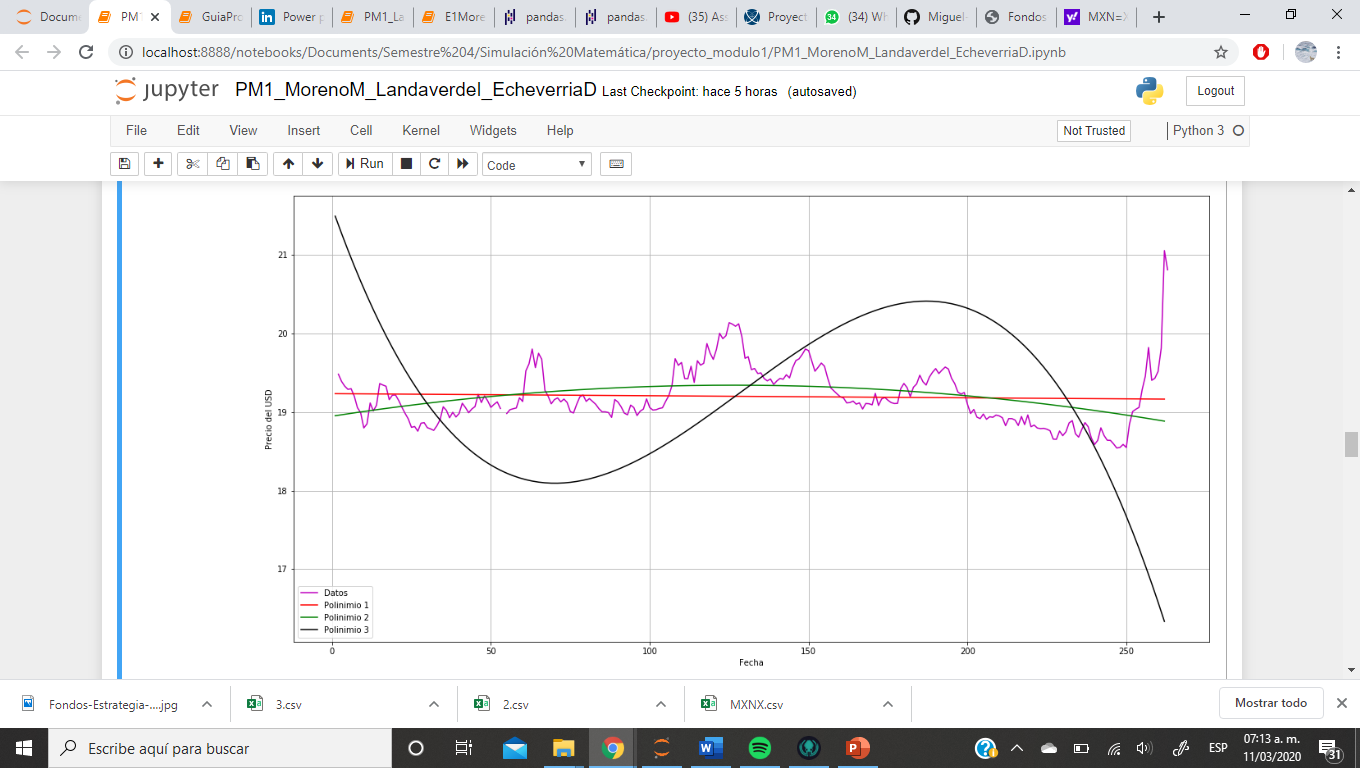 Docume
PM1
GuiaPro
Power p
PM1_La
E1More
pandas.
pandas.
(35) Ass
Proyect
(34) Wh
Miguel-
Fondos
MXN=X
localhost:8888/notebooks/Documents/Semestre%204/Simulación%20Matemática/proyecto_modulo1/PM1_MorenoM_Landaverdel_EcheverriaD.ipynb
jupyter PM1_MorenoM_Landaverdel_EcheverriaD Last Checkpoint: hace 5 horas (autosaved) Logout
File Edit View Insert Cell Kernel Widgets Help Not Trusted Python 3
Run Code
21
20
19
18
17
Precio del USD
Datos
Polinimio 1
Polinimio 2
Polinimio 3
0 50 100 150 200 250
Fecha
Fondos-Estrategia-....jpg 3.csv 2.csv MXNX.csv Mostrar todo
Escribe aquí para buscar ESP 07:13 a. m.
11/03/2020
31